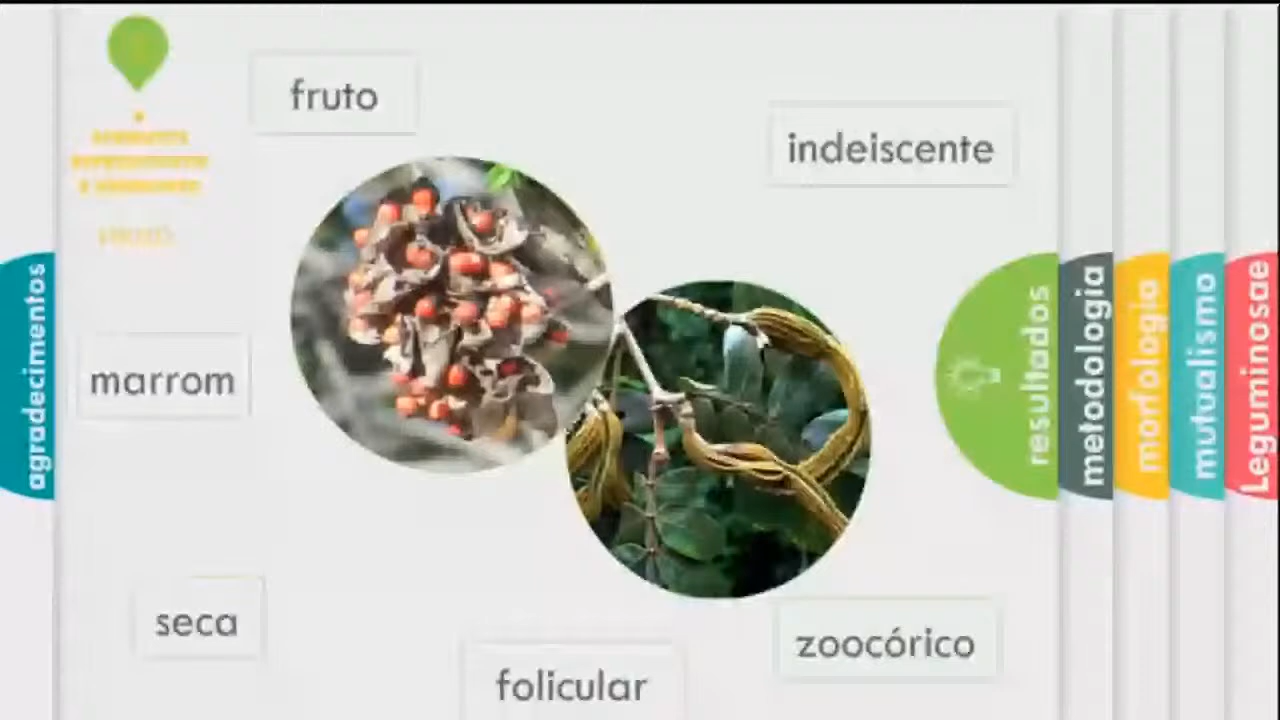 fruto
indeiscente
marrom
seca
folicular
zoocórico
agradecimentos
resultados
metodologia
morfologia
mutualismo
Leguminosae